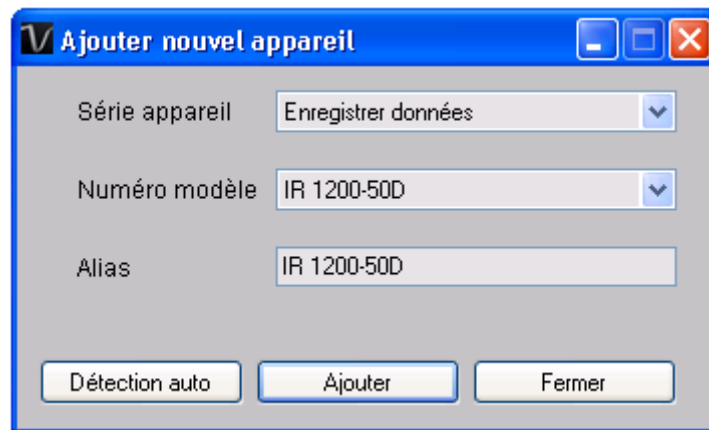 Ajouter nouvel appareil
Série appareil Enregistrer données
Numéro modèle IR 1200-50D
Alias IR 1200-50D
Détection auto Ajouter Fermer